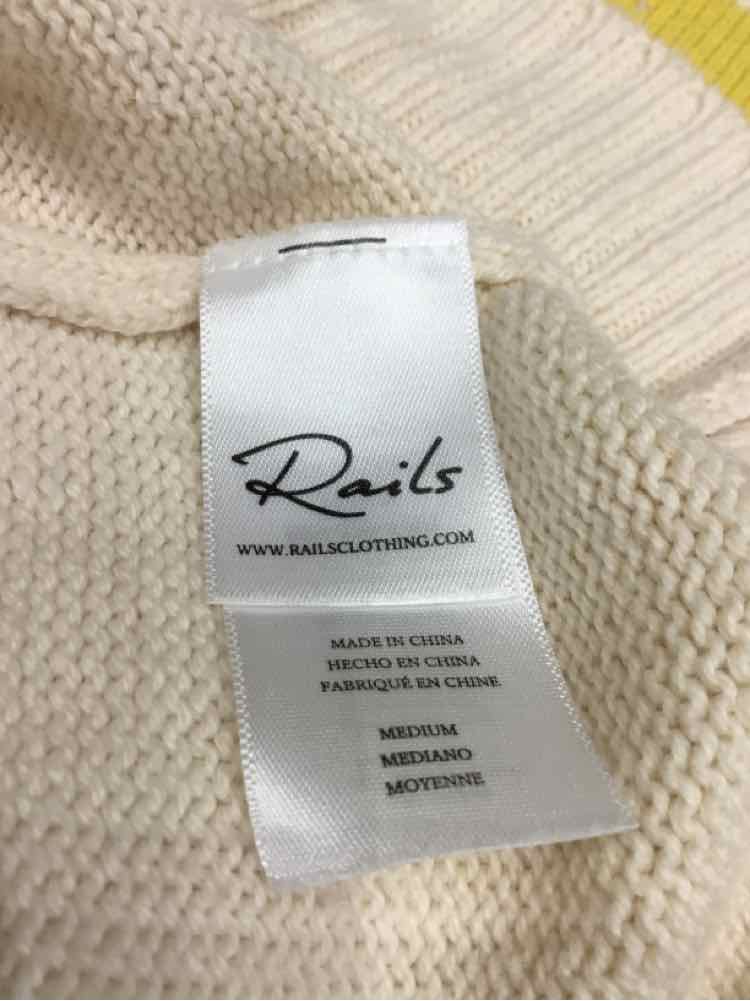 Rails
WWW.RAILSCLOTHING.COM
MADE IN CHINA
HECHO EN CHINA
FABRIQUÉ EN CHINE
MEDIUM
MEDIANO
MOYENNE